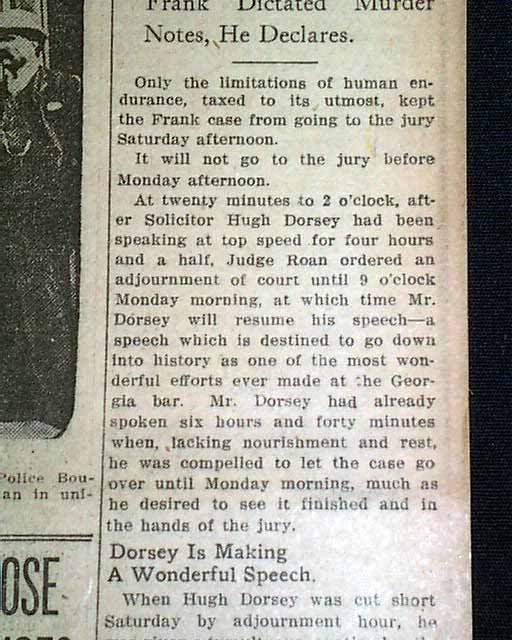 Frank Dictated Murder
Notes, He Declares.
Only the limitations of human en-
durance, taxed to its utmost, kept
the Frank case from going to the jury
Saturday afternoon.
It will not go to the jury before
Monday afternoon.
At twenty minutes to 2 o'clock, aft-
er Solicitor Hugh Dorsey had been
speaking at top speed for four hours
and a half, Judge Roan ordered an
adjournment of court until 9 o'clock
Monday morning, at which time Mr.
Dorsey will resume his speech—a
speech which is destined to go down
into history as one of the most won-
derful efforts ever made at the Geor-
gia bar. Mr. Dorsey had already
spoken six hours and forty minutes
when, lacking nourishment and rest,
he was compelled to let the case go
over until Monday morning, much as
he desired to see it finished and in
the hands of the jury.
Dorsey Is Making
A Wonderful Speech.
When Hugh Dorsey was cut short
Saturday by adjournment hour, he
Police Bou-
an in uni-
OSE